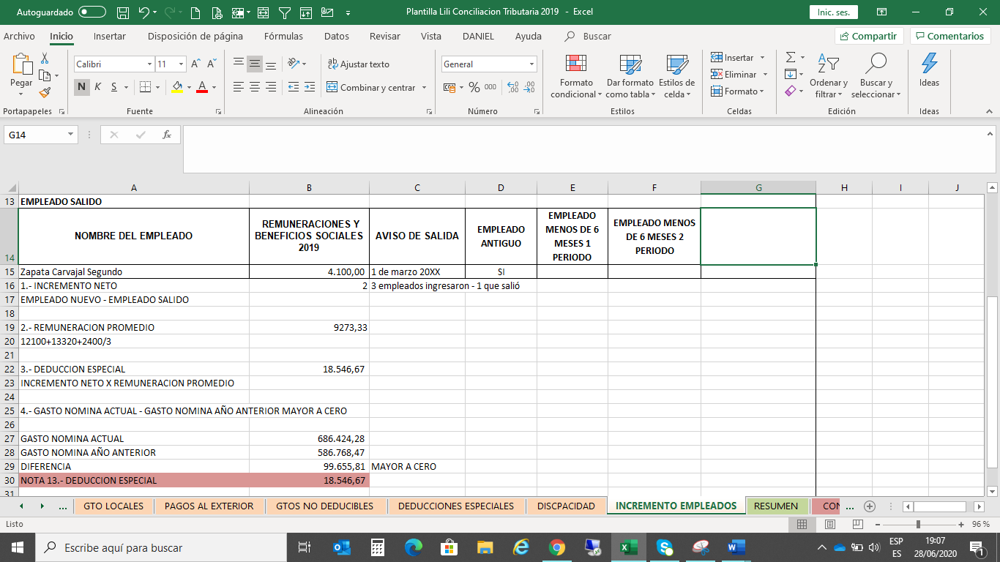 Autoguardado
Plantilla Lili Conciliacion Tributaria 2019 - Excel
Inic. ses.
Archivo Inicio Insertar Disposición de página Fórmulas Datos Revisar Vista DANIEL Ayuda Buscar Compartir Comentarios
Pegar
Calibri 11
N K S
Ajustar texto
Combinar y centrar
General
% 000
Formato condicional
Dar formato como tabla
Estilos de celda
Insertar
Eliminar
Formato
Ordenar y filtrar
Buscar y seleccionar
Ideas
Portapapeles Fuente Alineación Número Estilos Celdas Edición Ideas
G14
fx
A B C D E F G H I J
13 EMPLEADO SALIDO
14 NOMBRE DEL EMPLEADO REMUNERACIONES Y BENEFICIOS SOCIALES 2019 AVISO DE SALIDA EMPLEADO ANTIGUO EMPLEADO MENOS DE 6 MESES 1 PERIODO EMPLEADO MENOS DE 6 MESES 2 PERIODO
15 Zapata Carvajal Segundo 4.100,00 1 de marzo 20XX SI
16 1.- INCREMENTO NETO 2 3 empleados ingresaron - 1 que salió
17 EMPLEADO NUEVO - EMPLEADO SALIDO
18
19 2.- REMUNERACION PROMEDIO 9273,33
20 12100+13320+2400/3
21
22 3.- DEDUCCION ESPECIAL 18.546,67
23 INCREMENTO NETO X REMUNERACION PROMEDIO
24
25 4.- GASTO NOMINA ACTUAL - GASTO NOMINA AÑO ANTERIOR MAYOR A CERO
26
27 GASTO NOMINA ACTUAL 686.424,28
28 GASTO NOMINA AÑO ANTERIOR 586.768,47
29 DIFERENCIA 99.655,81 MAYOR A CERO
30 NOTA 13.- DEDUCCION ESPECIAL 18.546,67
31
... GTO LOCALES PAGOS AL EXTERIOR GTOS NO DEDUCIBLES DEDUCCIONES ESPECIALES DISCPACIDAD INCREMENTO EMPLEADOS RESUMEN CON ...
Listo
96 %
Escribe aquí para buscar
ESP
ES
19:07
28/06/2020
1